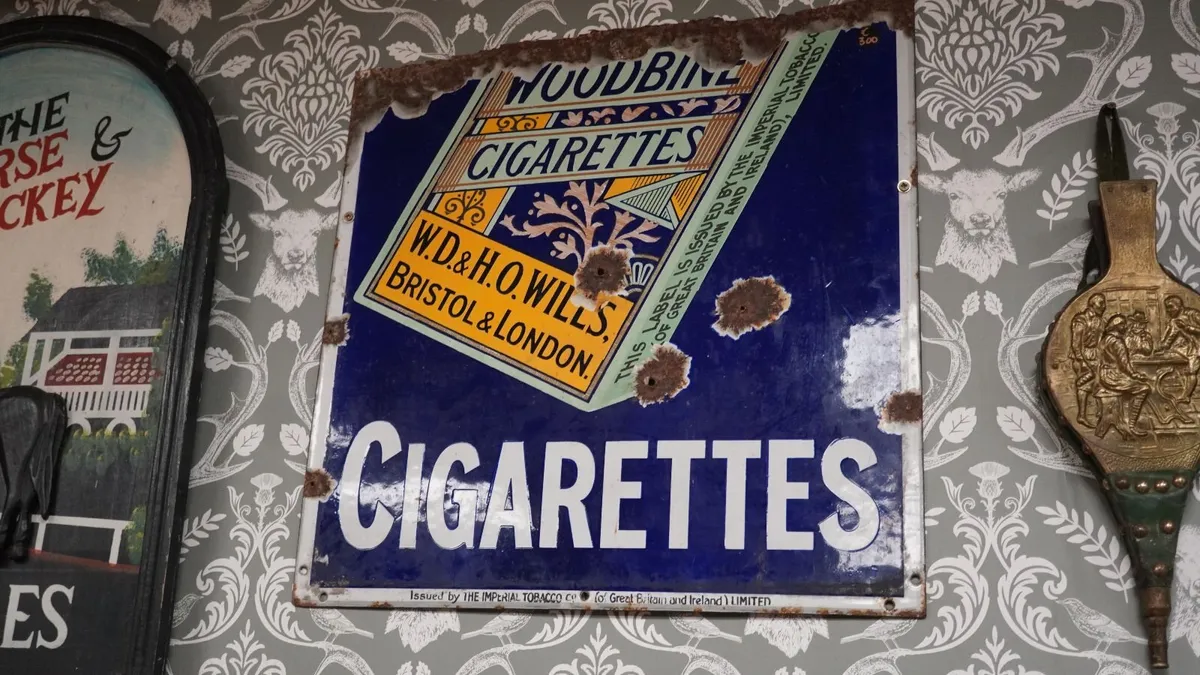 THE
RSE &
CKEY
ES
C
300
WOODBINE
CIGARETTES
W.D. & H.O. WILLS,
BRISTOL & LONDON.
THIS LABEL IS ISSUED BY THE IMPERIAL TOBACCO
(OF GREAT BRITAIN AND IRELAND), LIMITED,
CIGARETTES
Issued by THE IMPERIAL TOBACCO CO (of Great Britain and Ireland) LIMITED